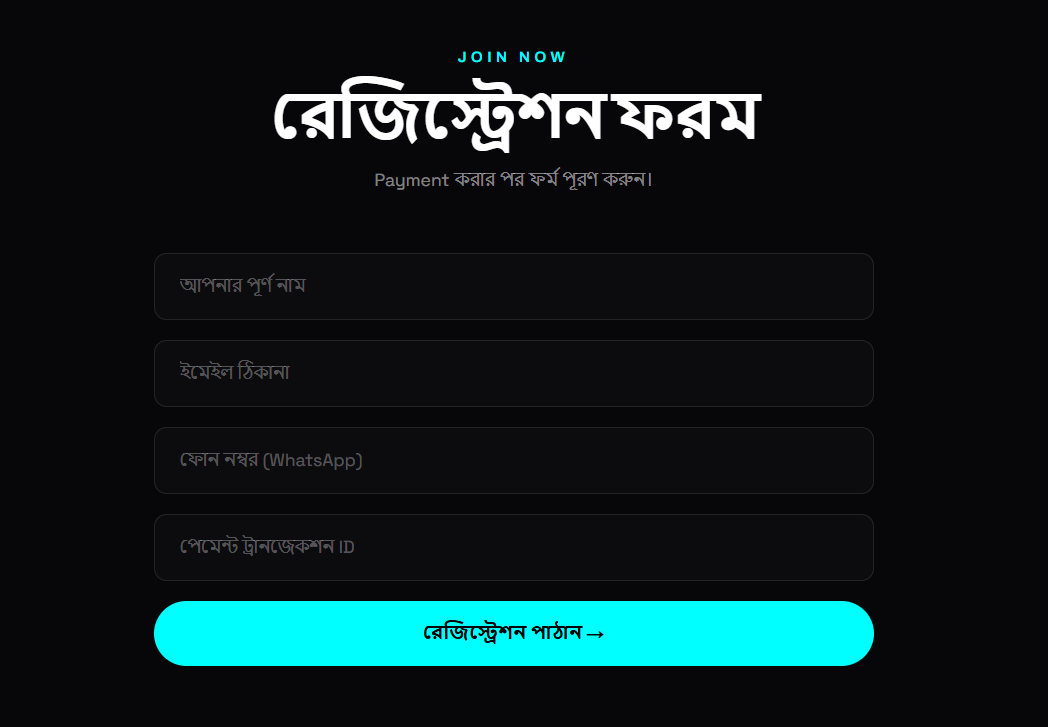 JOIN NOW
রেজিস্ট্রেশন ফরম
Payment করার পর ফর্ম পূরণ করুন।
আপনার পূর্ণ নাম
ইমেইল ঠিকানা
ফোন নম্বর (WhatsApp)
পেমেন্ট ট্রানজেকশন ID
রেজিস্ট্রেশন পাঠান →